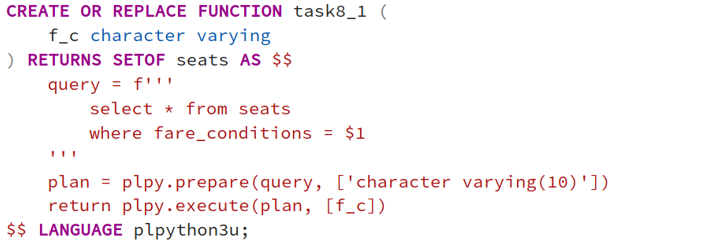 CREATE OR REPLACE FUNCTION task8_1 (
    f_c character varying
) RETURNS SETOF seats AS $$
    query = f'''
        select * from seats
        where fare_conditions = $1
    '''
    plan = plpy.prepare(query, ['character varying(10)'])
    return plpy.execute(plan, [f_c])
$$ LANGUAGE plpython3u;